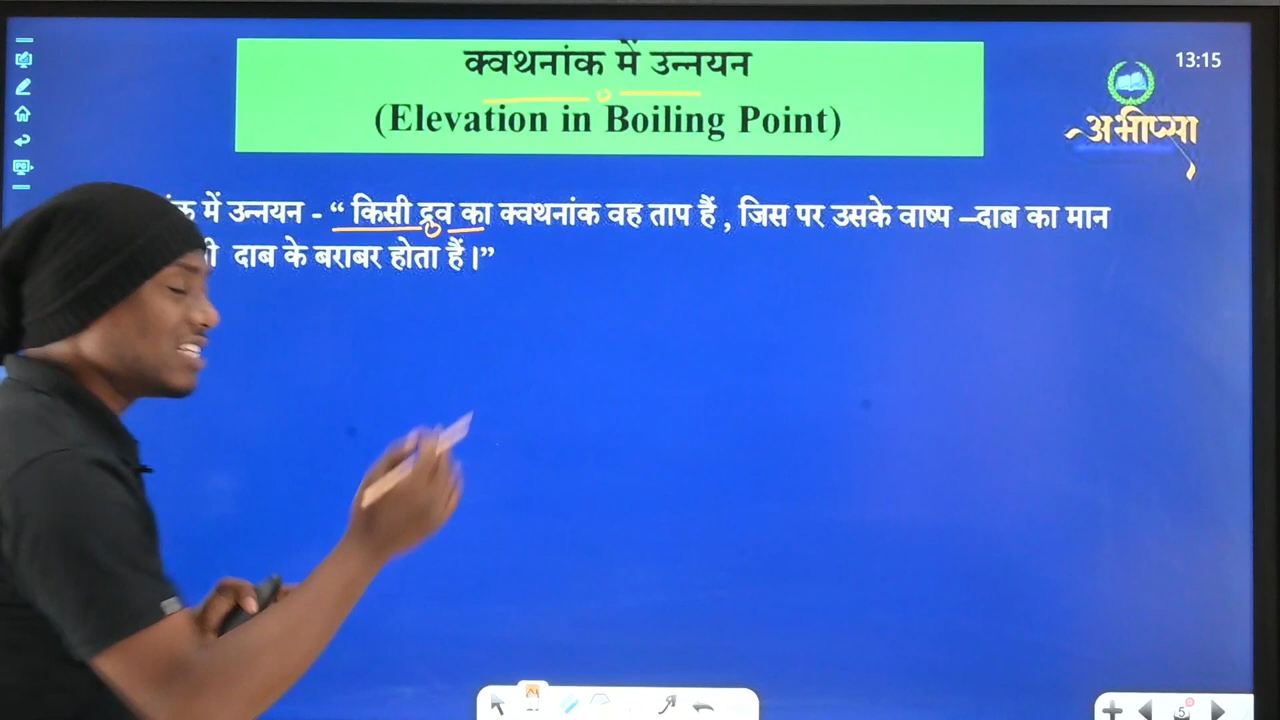 क्वथनांक में उन्नयन
(Elevation in Boiling Point)
13:15
अभीप्सा
में उन्नयन - “ किसी द्रव का क्वथनांक वह ताप हैं , जिस पर उसके वाष्प –दाब का मान
दाब के बराबर होता हैं।”
5